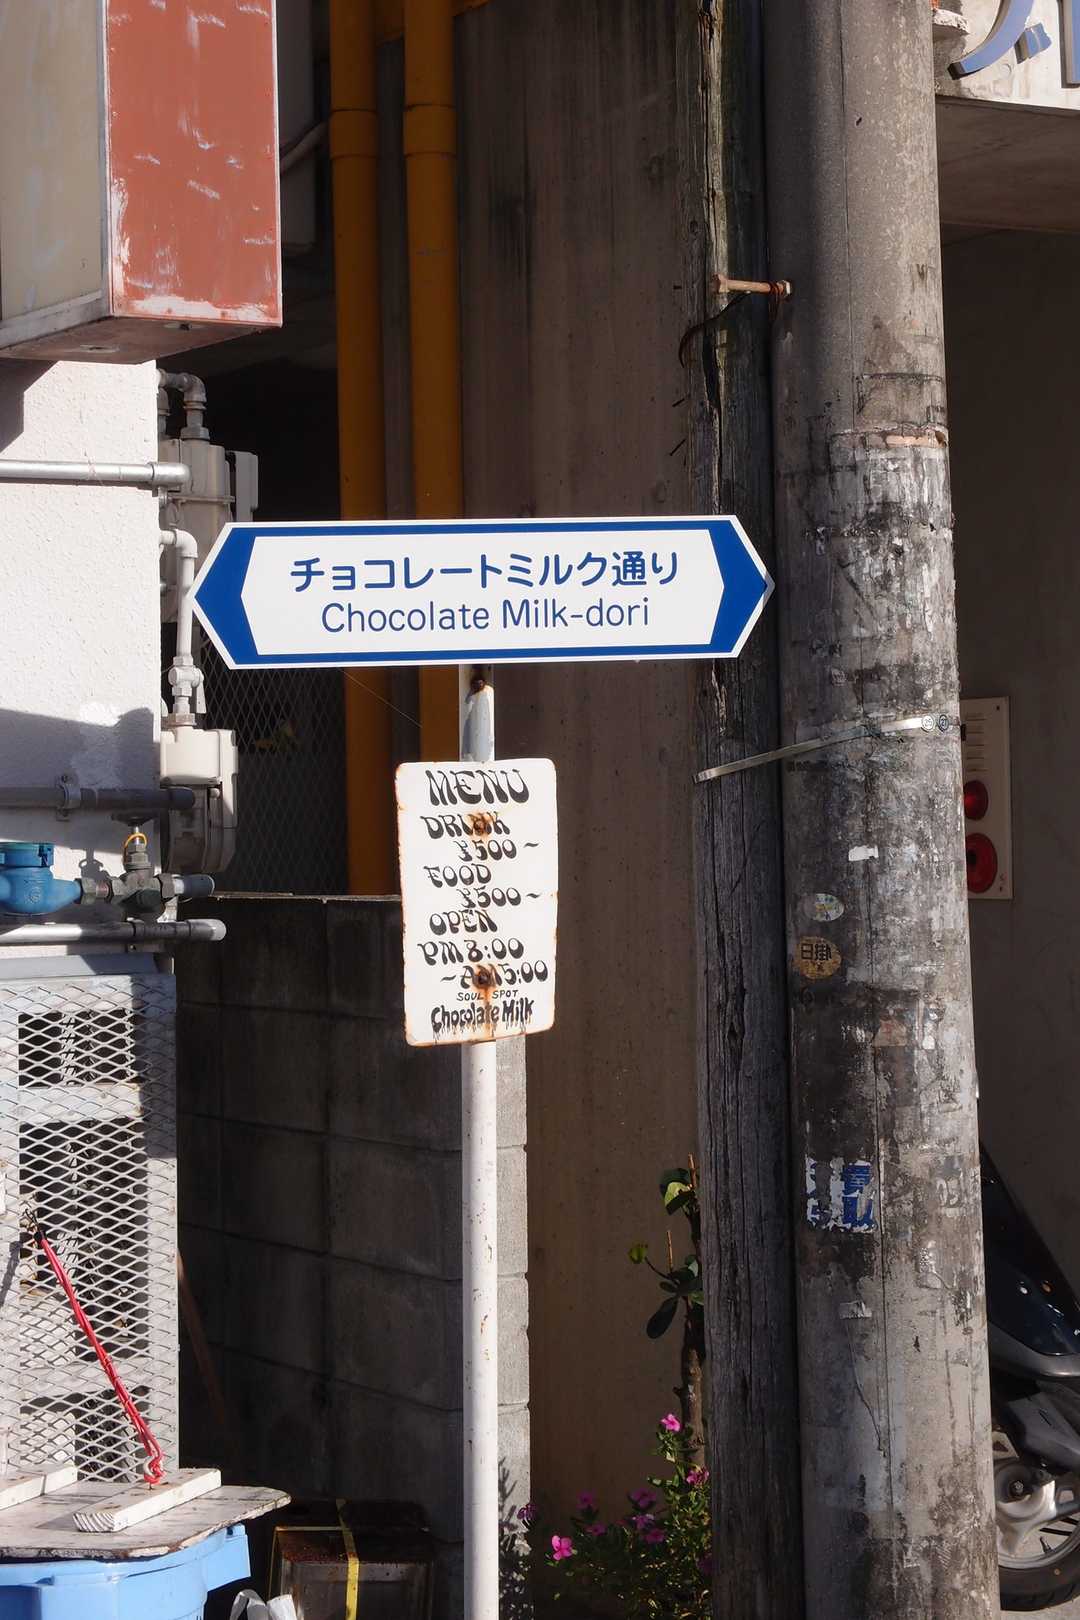 チョコレートミルク通り
Chocolate Milk-dori
MENU
DRINK
¥500～
FOOD
¥500～
OPEN
PM8:00
～AM5:00
SOUL SPOT
Chocolate Milk